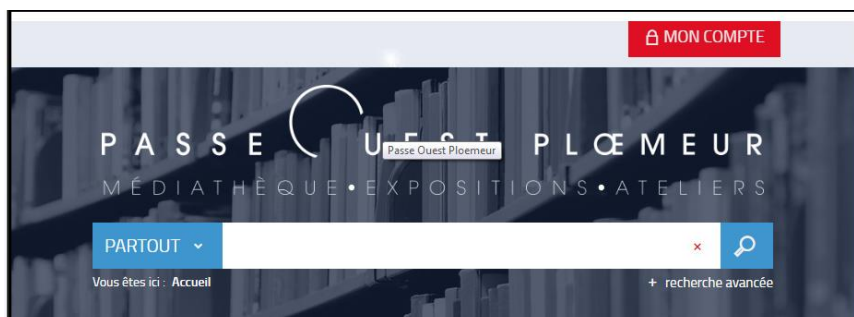 MON COMPTE
PASSE OUEST PLŒMEUR
Passe Ouest Ploemeur
MÉDIATHÈQUE•EXPOSITIONS•ATELIERS
PARTOUT
×
Vous êtes ici : Accueil
+ recherche avancée